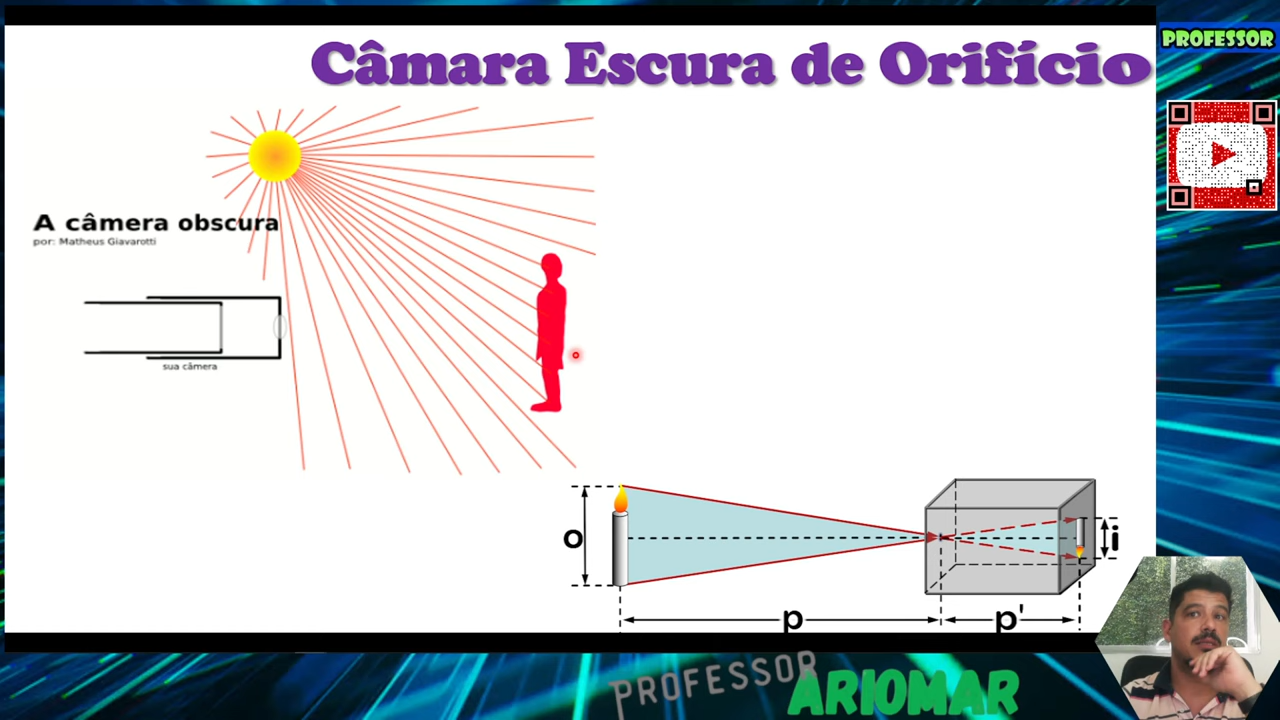 Câmara Escura de Orifício
PROFESSOR
A câmera obscura
por: Matheus Giavarotti
sua câmera
o
i
p
p'
PROFESSOR
ARIOMAR